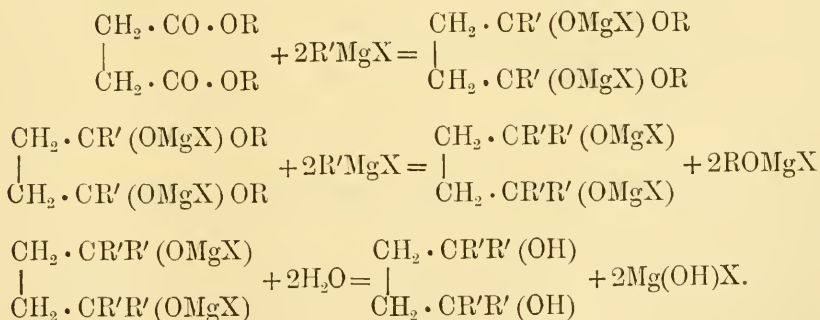 CH₂ · CO · OR CH₂ · CR′ (OMgX) OR
| + 2R′MgX = |
CH₂ · CO · OR CH₂ · CR′ (OMgX) OR
CH₂ · CR′ (OMgX) OR CH₂ · CR′R′ (OMgX)
| + 2R′MgX = | + 2ROMgX
CH₂ · CR′ (OMgX) OR CH₂ · CR′R′ (OMgX)
CH₂ · CR′R′ (OMgX) CH₂ · CR′R′ (OH)
| + 2H₂O = | + 2Mg(OH)X.
CH₂ · CR′R′ (OMgX) CH₂ · CR′R′ (OH)